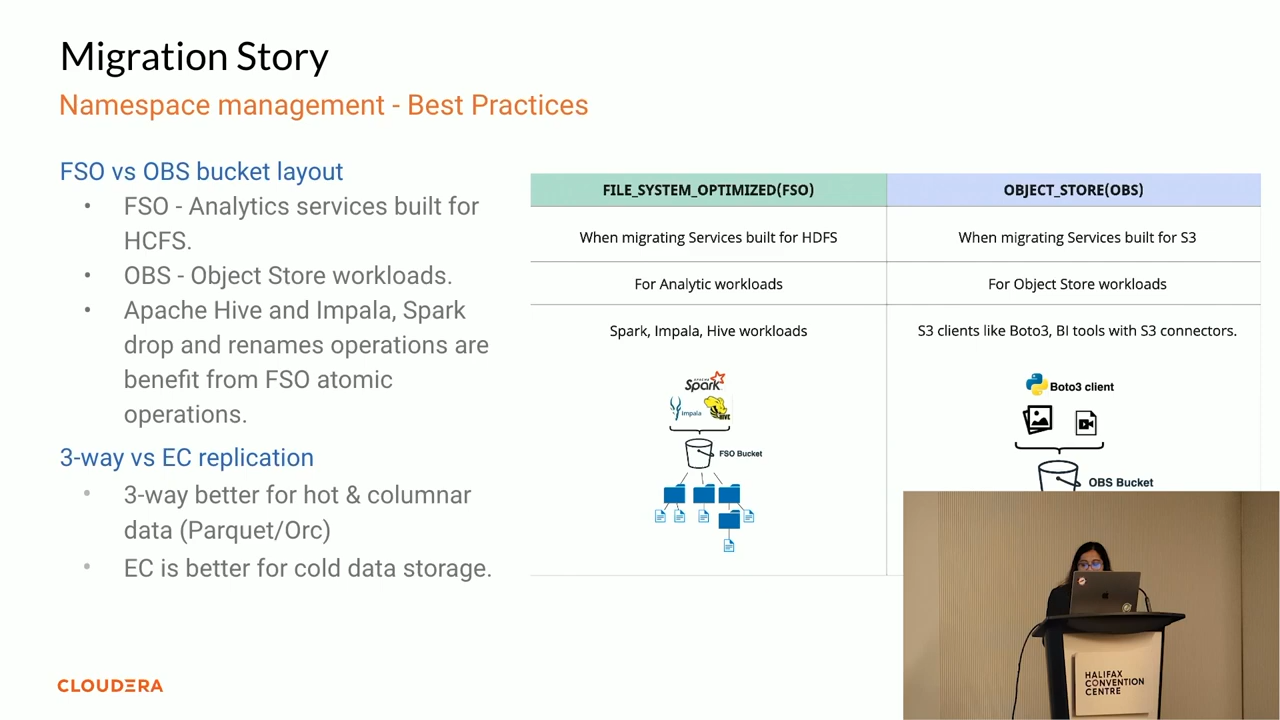 Migration Story
Namespace management - Best Practices
FSO vs OBS bucket layout
• FSO - Analytics services built for
HCFS.
• OBS - Object Store workloads.
• Apache Hive and Impala, Spark
drop and renames operations are
benefit from FSO atomic
operations.
3-way vs EC replication
• 3-way better for hot & columnar
data (Parquet/Orc)
• EC is better for cold data storage.
FILE_SYSTEM_OPTIMIZED(FSO)
OBJECT_STORE(OBS)
When migrating Services built for HDFS
When migrating Services built for S3
For Analytic workloads
For Object Store workloads
Spark, Impala, Hive workloads
S3 clients like Boto3, BI tools with S3 connectors.
APACHE
Spark
Impala
HIVE
FSO Bucket
Boto3 client
OBS Bucket
CLOUDERA
HALIFAX
CONVENTION
CENTRE